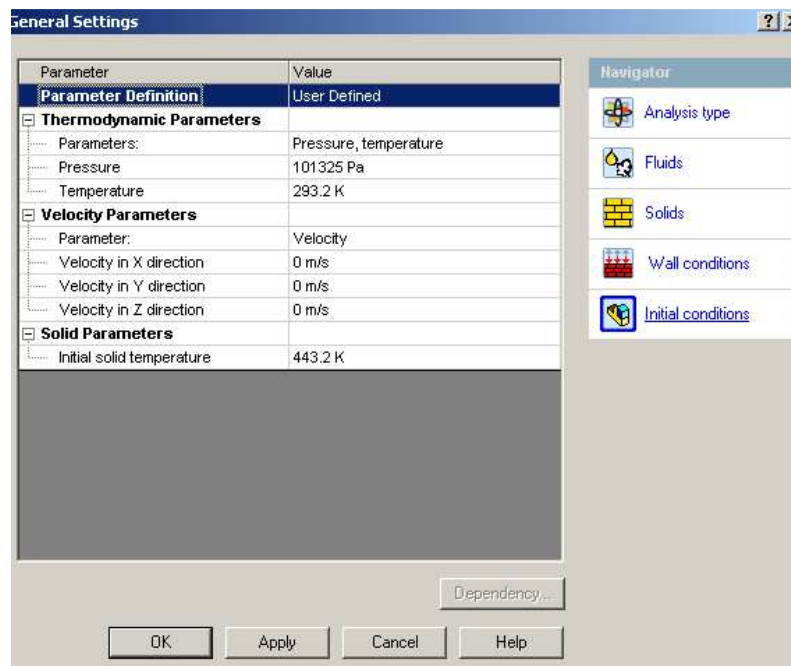 General Settings
Parameter Value
Parameter Definition User Defined
Thermodynamic Parameters
Parameters: Pressure, temperature
Pressure 101325 Pa
Temperature 293.2 K
Velocity Parameters
Parameter: Velocity
Velocity in X direction 0 m/s
Velocity in Y direction 0 m/s
Velocity in Z direction 0 m/s
Solid Parameters
Initial solid temperature 443.2 K
Dependency...
OK Apply Cancel Help
Navigator
Analysis type
Fluids
Solids
Wall conditions
Initial conditions